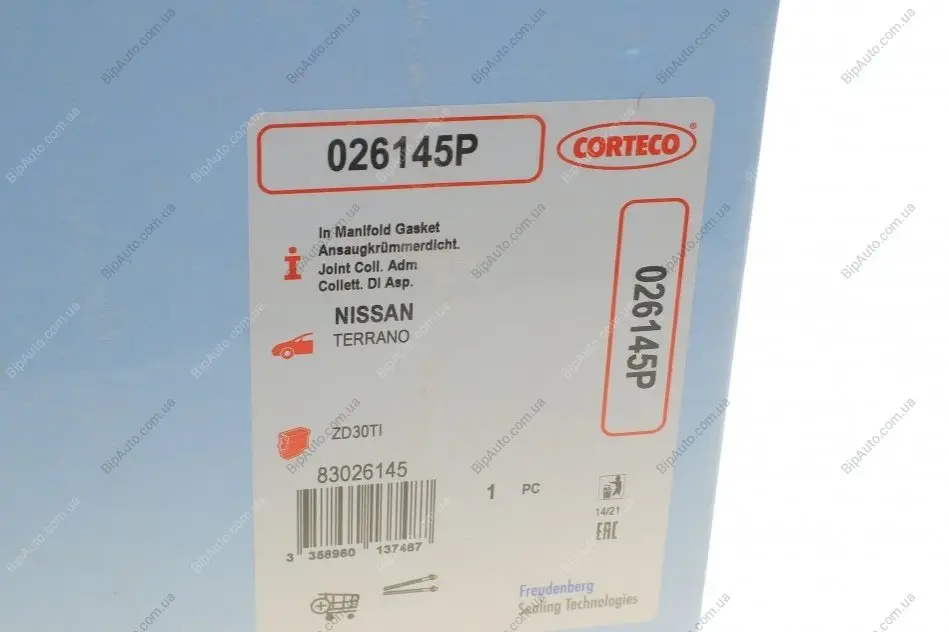 026145P
CORTECO®
In Manifold Gasket
Ansaugkrümmerdicht.
Joint Coll. Adm
Collett. DI Asp.
NISSAN
TERRANO
026145P
ZD30TI
83026145
1 PC
14/21
EAC
3 358960 137487
Freudenberg
Sealing Technologies
BipAuto.com.ua